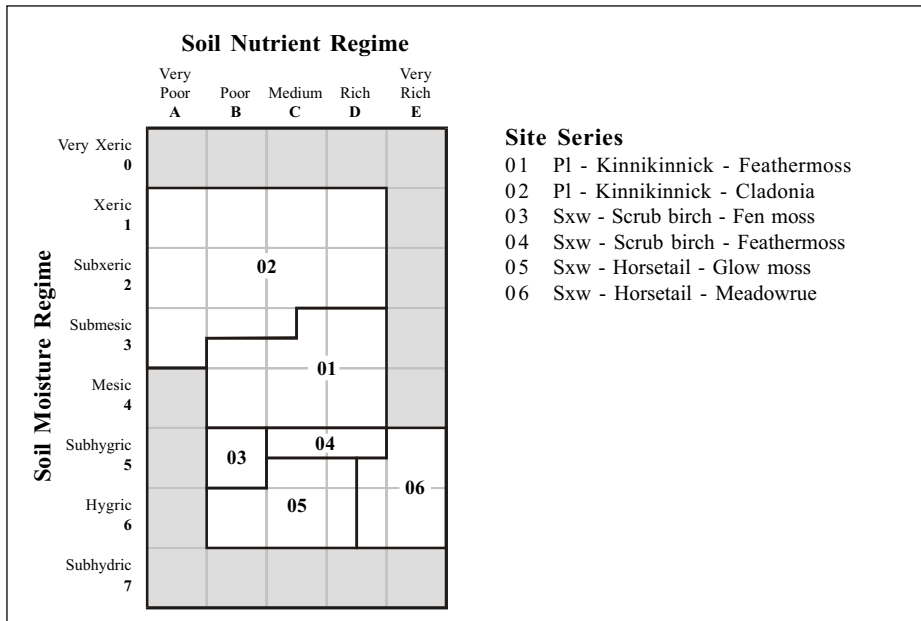 Soil Nutrient Regime
Very Poor A
Poor B
Medium C
Rich D
Very Rich E
Soil Moisture Regime
Very Xeric 0
Xeric 1
Subxeric 2
Submesic 3
Mesic 4
Subhygric 5
Hygric 6
Subhydric 7
02
01
04
03
06
05
Site Series
01 Pl - Kinnikinnick - Feathermoss
02 Pl - Kinnikinnick - Cladonia
03 Sxw - Scrub birch - Fen moss
04 Sxw - Scrub birch - Feathermoss
05 Sxw - Horsetail - Glow moss
06 Sxw - Horsetail - Meadowrue